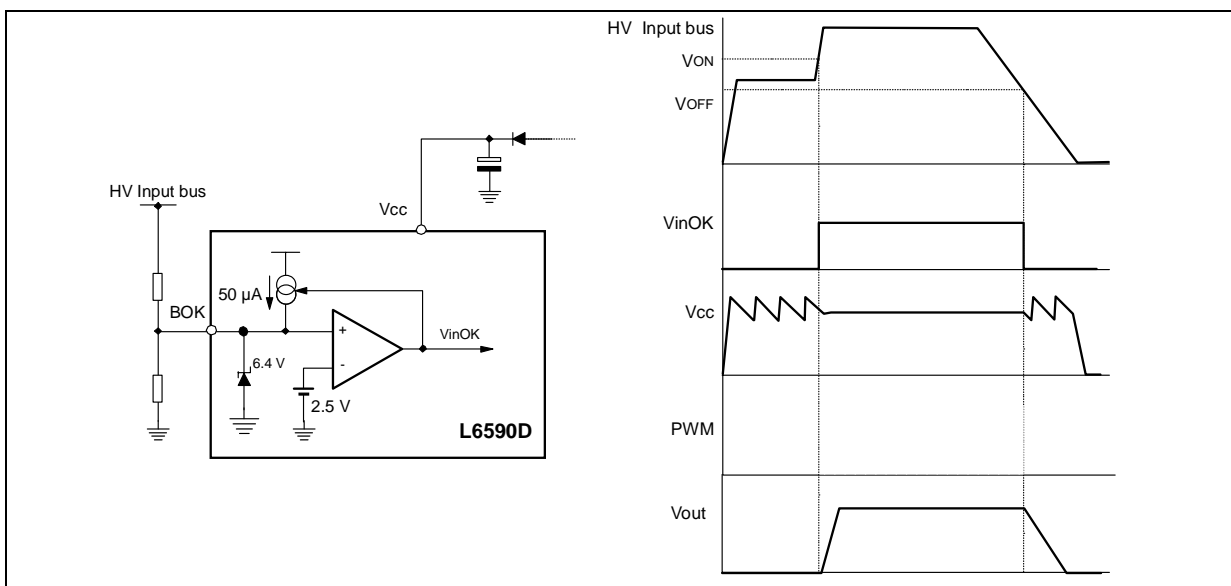 HV Input bus
Vcc
BOK
50 µA
+
-
VinOK
6.4 V
2.5 V
L6590D
HV Input bus
VON
VOFF
VinOK
Vcc
PWM
Vout